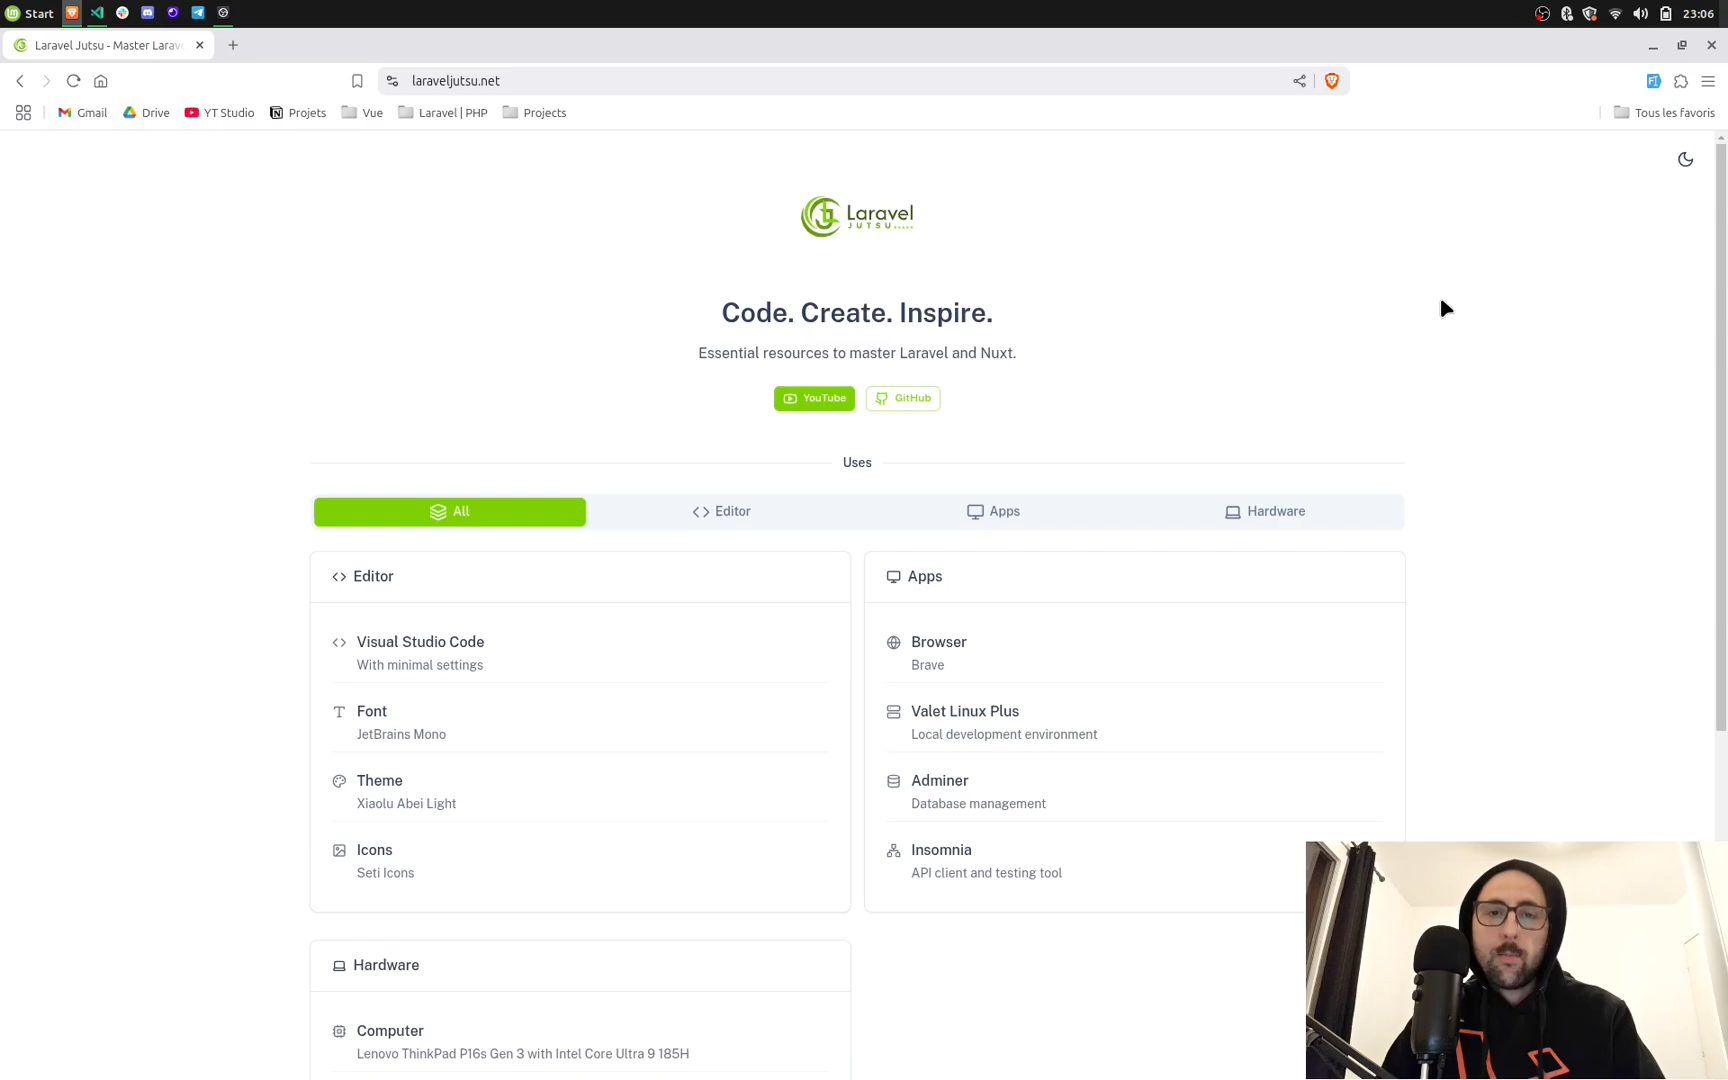 Start
23:06
Laravel Jutsu - Master Larav
laraveljutsu.net
Gmail
Drive
YT Studio
Projets
Vue
Laravel | PHP
Projects
Tous les favoris
Laravel
JUTSU
Code. Create. Inspire.
Essential resources to master Laravel and Nuxt.
YouTube
GitHub
Uses
All
Editor
Apps
Hardware
Editor
Visual Studio Code
With minimal settings
Font
JetBrains Mono
Theme
Xiaolu Abei Light
Icons
Seti Icons
Apps
Browser
Brave
Valet Linux Plus
Local development environment
Adminer
Database management
Insomnia
API client and testing tool
Hardware
Computer
Lenovo ThinkPad P16s Gen 3 with Intel Core Ultra 9 185H